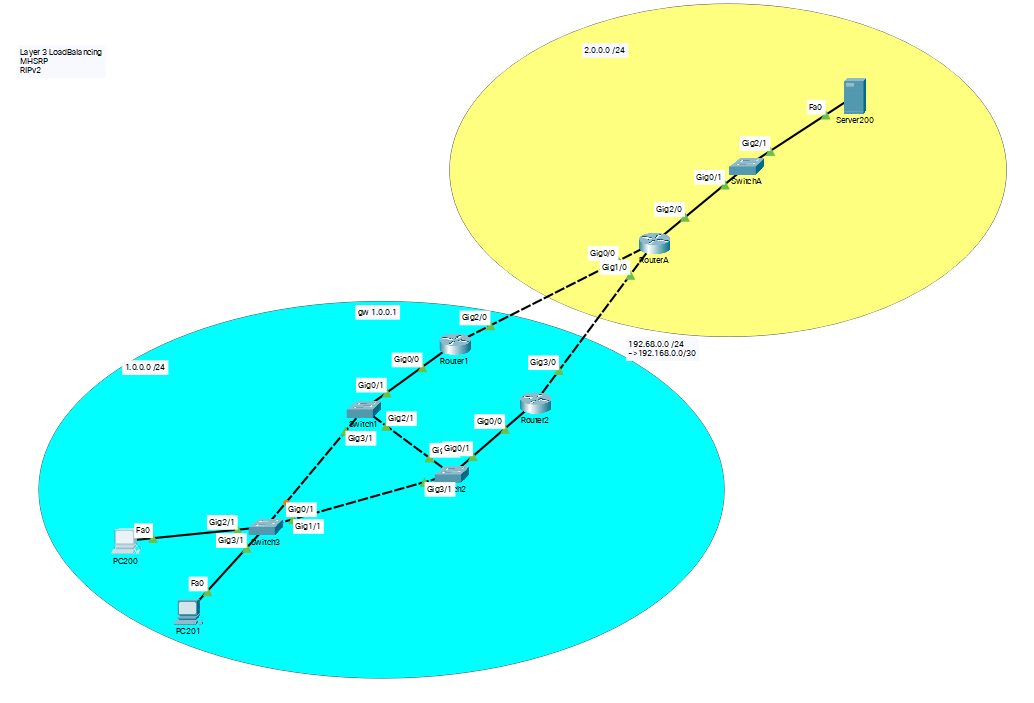 Layer 3 LoadBalancing
MHSRP
RIPv2
2.0.0.0 /24
Fa0
Server200
Gig2/1
Gig0/1
SwitchA
Gig2/0
Gig0/0
RouterA
Gig1/0
gw 1.0.0.1
Gig2/0
192.68.0.0 /24
->192.168.0.0/30
Router1
Gig0/0
Gig3/0
1.0.0.0 /24
Gig0/1
Router2
Switch1
Gig2/1
Gig0/0
Gig3/1
Gig0/1
Gig3/1
Gig0/1
Gig2/1
Gig1/1
Fa0
Gig3/1
Switch3
PC200
Fa0
PC201